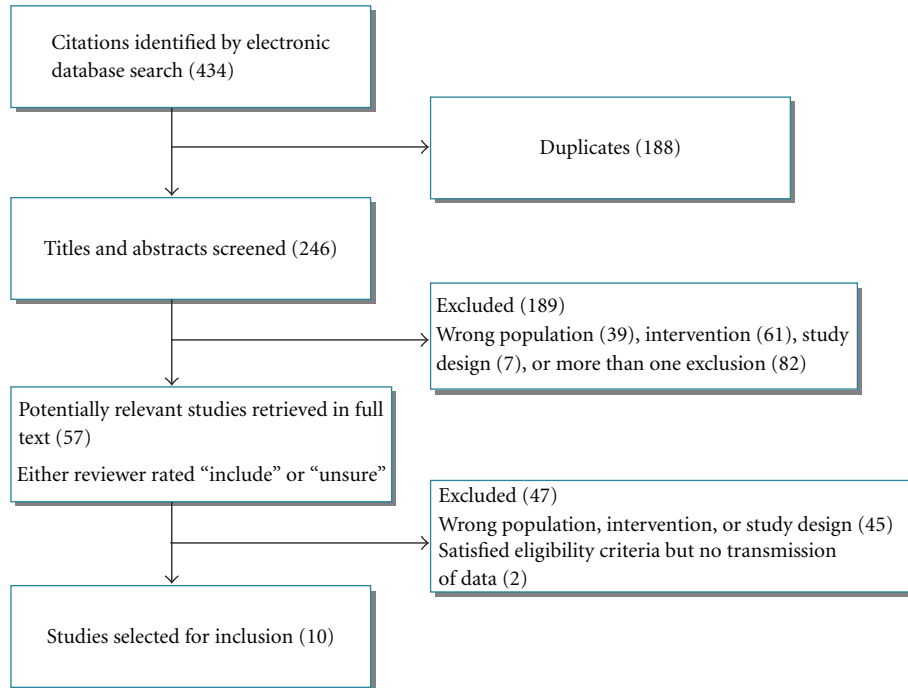 Citations identified by electronic
database search (434)
Duplicates (188)
Titles and abstracts screened (246)
Excluded (189)
Wrong population (39), intervention (61), study
design (7), or more than one exclusion (82)
Potentially relevant studies retrieved in full
text (57)
Either reviewer rated “include” or “unsure”
Excluded (47)
Wrong population, intervention, or study design (45)
Satisfied eligibility criteria but no transmission
of data (2)
Studies selected for inclusion (10)